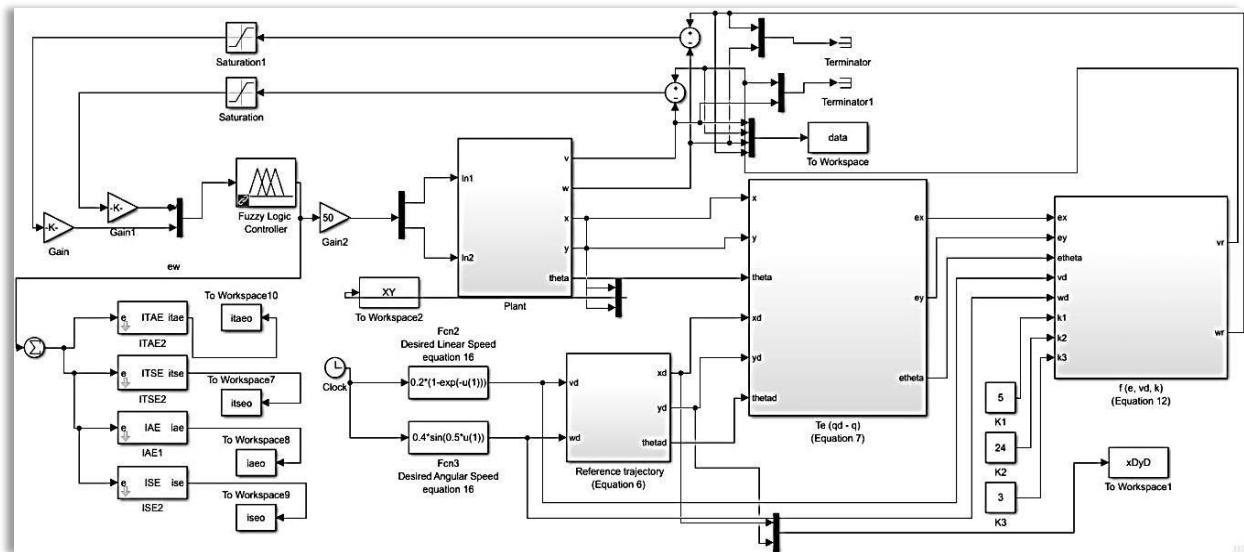 Saturation1
Saturation
-K-
Gain
-K-
Gain1
Fuzzy Logic
Controller
50
Gain2
ew
In1
In2
v
w
x
y
theta
Plant
XY
To Workspace2
Terminator
Terminator1
data
To Workspace
x
y
theta
xd
yd
thetad
ex
ey
etheta
Te (qd - q)
(Equation 7)
ex
ey
etheta
vd
wd
k1
k2
k3
vr
wr
f (e, vd, k)
(Equation 12)
5
K1
24
K2
3
K3
xDyD
To Workspace1
Clock
Fcn2
Desired Linear Speed
equation 16
0.2*(1-exp(-u(1)))
0.4*sin(0.5*u(1))
Fcn3
Desired Angular Speed
equation 16
vd
wd
xd
yd
thetad
Reference trajectory
(Equation 6)
Σ
e ITAE itae
ITAE2
To Workspace10
itaeo
e ITSE itse
ITSE2
To Workspace7
itseo
e IAE iae
IAE1
To Workspace8
iaeo
e ISE ise
ISE2
To Workspace9
iseo